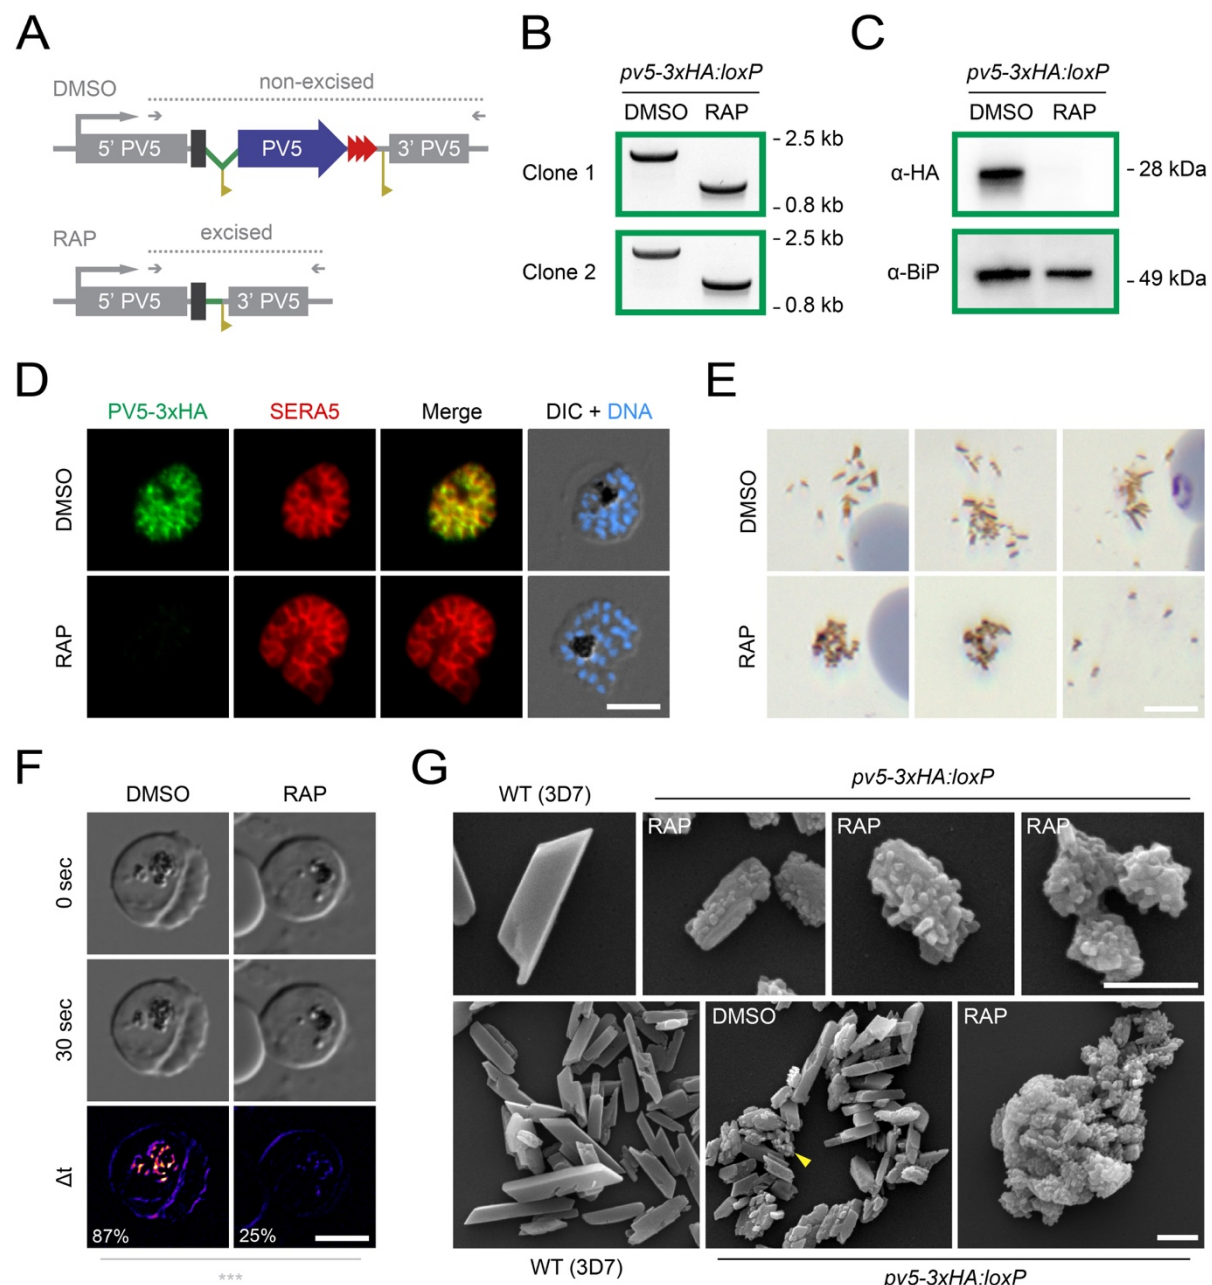 A
DMSO
non-excised
5’ PV5
PV5
3’ PV5
RAP
excised
5’ PV5
3’ PV5
B
pv5-3xHA:loxP
DMSO RAP
Clone 1
- 2.5 kb
- 0.8 kb
Clone 2
- 2.5 kb
- 0.8 kb
C
pv5-3xHA:loxP
DMSO RAP
α-HA
- 28 kDa
α-BiP
- 49 kDa
D
PV5-3xHA SERA5 Merge DIC + DNA
DMSO
RAP
E
DMSO
RAP
F
DMSO RAP
0 sec
30 sec
Δt
87% 25%
***
G
WT (3D7)
pv5-3xHA:loxP
RAP RAP RAP
DMSO RAP
WT (3D7)
pv5-3xHA:loxP